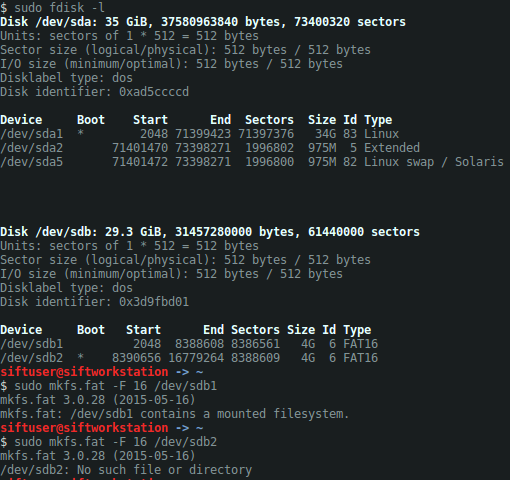 $ sudo fdisk -l
Disk /dev/sda: 35 GiB, 37580963840 bytes, 73400320 sectors
Units: sectors of 1 * 512 = 512 bytes
Sector size (logical/physical): 512 bytes / 512 bytes
I/O size (minimum/optimal): 512 bytes / 512 bytes
Disklabel type: dos
Disk identifier: 0xad5ccccd
Device     Boot    Start      End  Sectors  Size Id Type
/dev/sda1  *        2048 71399423 71397376   34G 83 Linux
/dev/sda2       71401470 73398271  1996802  975M  5 Extended
/dev/sda5       71401472 73398271  1996800  975M 82 Linux swap / Solaris
Disk /dev/sdb: 29.3 GiB, 31457280000 bytes, 61440000 sectors
Units: sectors of 1 * 512 = 512 bytes
Sector size (logical/physical): 512 bytes / 512 bytes
I/O size (minimum/optimal): 512 bytes / 512 bytes
Disklabel type: dos
Disk identifier: 0x3d9fbd01
Device     Boot   Start      End Sectors Size Id Type
/dev/sdb1          2048  8388608 8386561   4G  6 FAT16
/dev/sdb2  *    8390656 16779264 8388609   4G  6 FAT16
siftuser@siftworkstation -> ~
$ sudo mkfs.fat -F 16 /dev/sdb1
mkfs.fat 3.0.28 (2015-05-16)
mkfs.fat: /dev/sdb1 contains a mounted filesystem.
siftuser@siftworkstation -> ~
$ sudo mkfs.fat -F 16 /dev/sdb2
mkfs.fat 3.0.28 (2015-05-16)
/dev/sdb2: No such file or directory